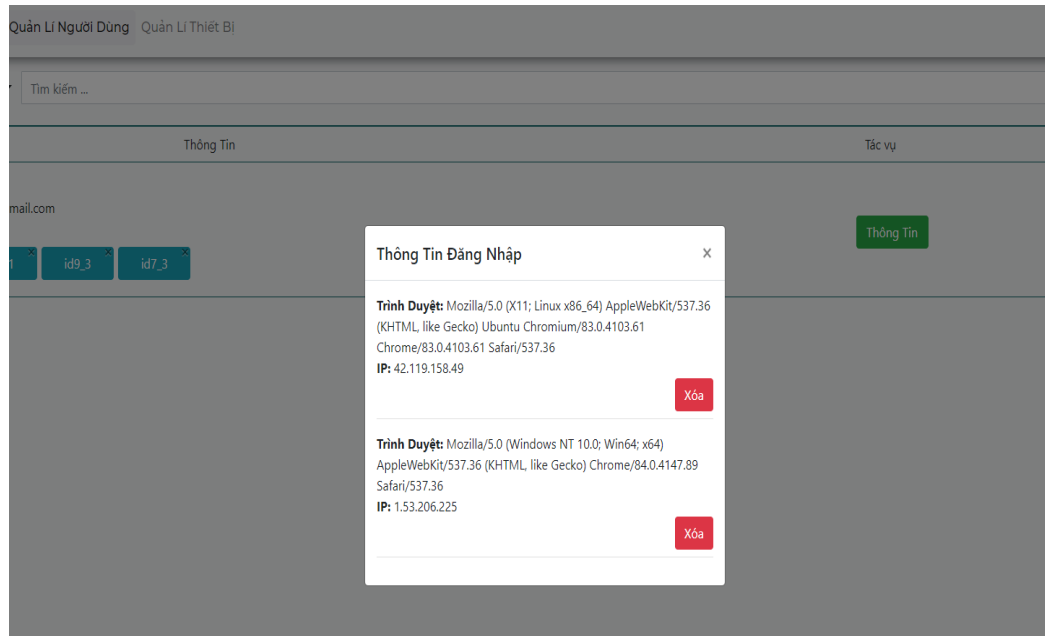 Quản Lí Người Dùng Quản Lí Thiết Bị
Tìm kiếm ...
Thông Tin Tác vụ
mail.com
Thông Tin
1 × id9_3 × id7_3 ×
Thông Tin Đăng Nhập ×
Trình Duyệt: Mozilla/5.0 (X11; Linux x86_64) AppleWebKit/537.36
(KHTML, like Gecko) Ubuntu Chromium/83.0.4103.61
Chrome/83.0.4103.61 Safari/537.36
IP: 42.119.158.49
Xóa
Trình Duyệt: Mozilla/5.0 (Windows NT 10.0; Win64; x64)
AppleWebKit/537.36 (KHTML, like Gecko) Chrome/84.0.4147.89
Safari/537.36
IP: 1.53.206.225
Xóa